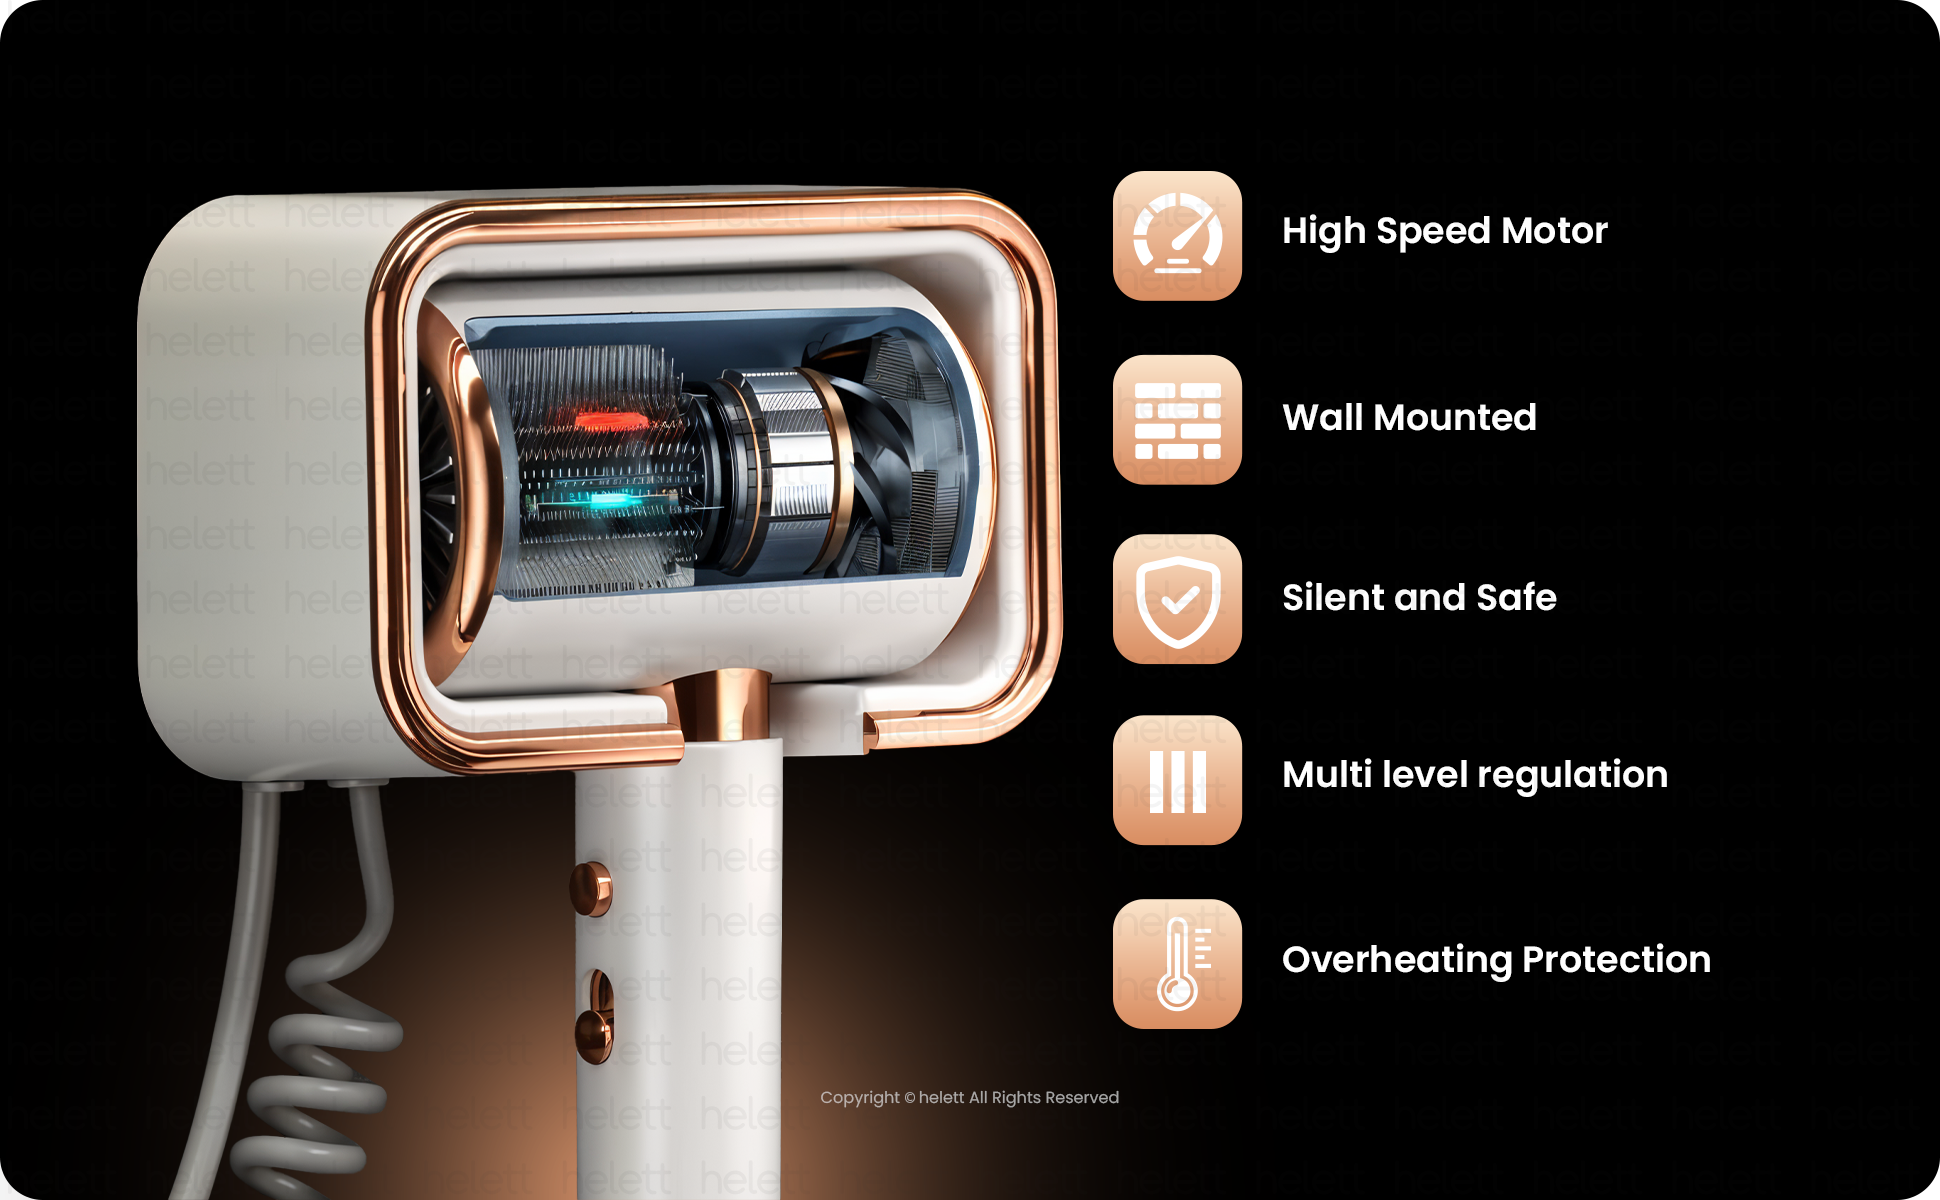 High Speed Motor
Wall Mounted
Silent and Safe
Multi level regulation
Overheating Protection
Copyright © helett All Rights Reserved